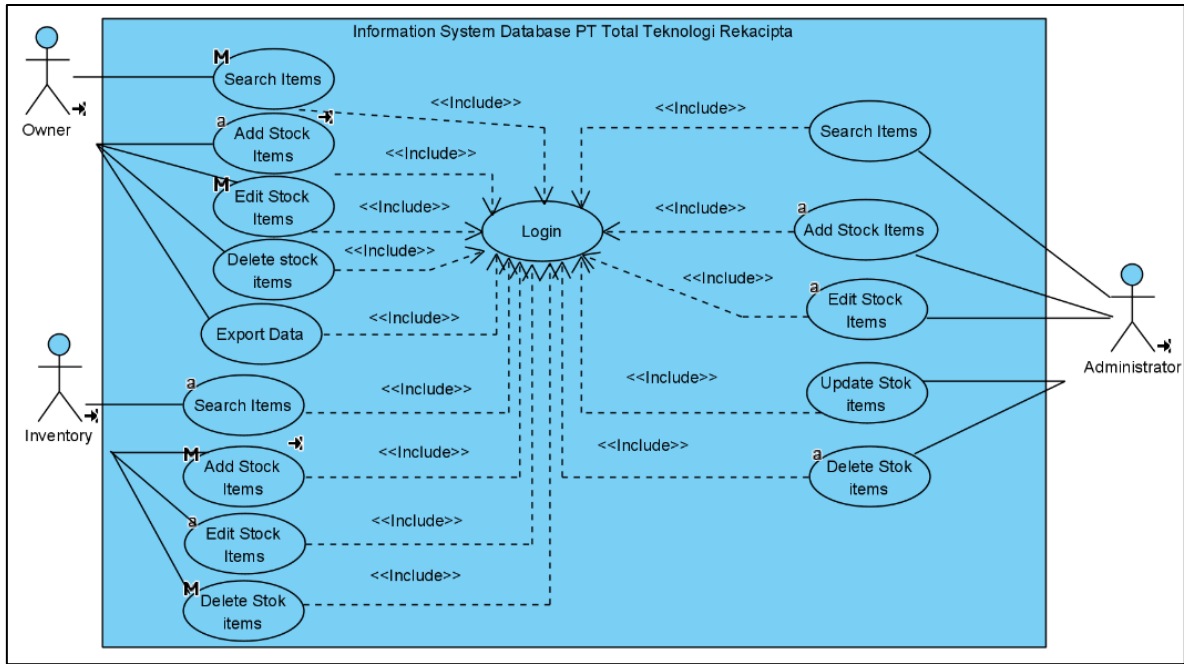 Information System Database PT Total Teknologi Rekacipta
Owner
M
Search Items
<<Include>>
a
Add Stock
Items
<<Include>>
M
Edit Stock
Items
<<Include>>
Delete stock
items
<<Include>>
Export Data
<<Include>>
Inventory
a
Search Items
<<Include>>
M
Add Stock
Items
<<Include>>
a
Edit Stock
Items
<<Include>>
M
Delete Stok
items
<<Include>>
Login
<<Include>>
Search Items
<<Include>>
a
Add Stock Items
<<Include>>
a
Edit Stock
Items
<<Include>>
Update Stok
items
<<Include>>
a
Delete Stok
items
Administrator